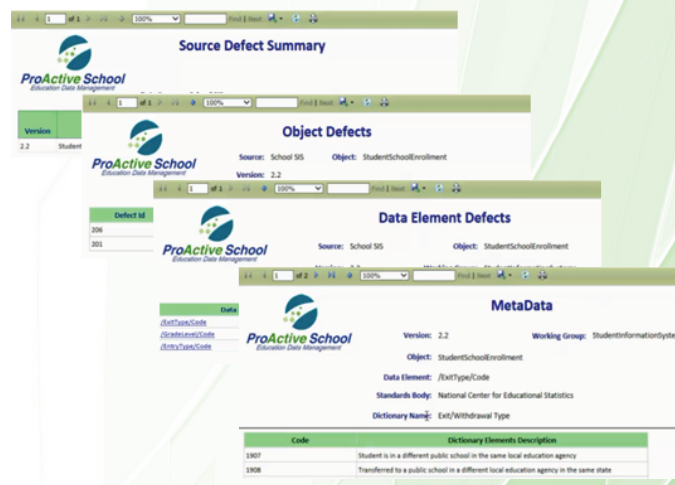 1 of 1 100% Find | Next
Source Defect Summary
ProActive School
Education Data Management
Version
2.2 Student
1 of 1 100% Find | Next
Object Defects
ProActive School
Education Data Management
Source: School SIS Object: StudentSchoolEnrollment
Version: 2.2
Defect Id
206
201
1 of 1 100% Find | Next
Data Element Defects
ProActive School
Education Data Management
Source: School SIS Object: StudentSchoolEnrollment
Data
/ExitType/Code
/GradeLevel/Code
/EntryType/Code
1 of 2 100% Find | Next
MetaData
ProActive School
Education Data Management
Version: 2.2 Working Group: StudentInformationSyste
Object: StudentSchoolEnrollment
Data Element: /ExitType/Code
Standards Body: National Center for Educational Statistics
Dictionary Name: Exit/Withdrawal Type
Code Dictionary Elements Description
1907 Student is in a different public school in the same local education agency
1908 Transferred to a public school in a different local education agency in the same state